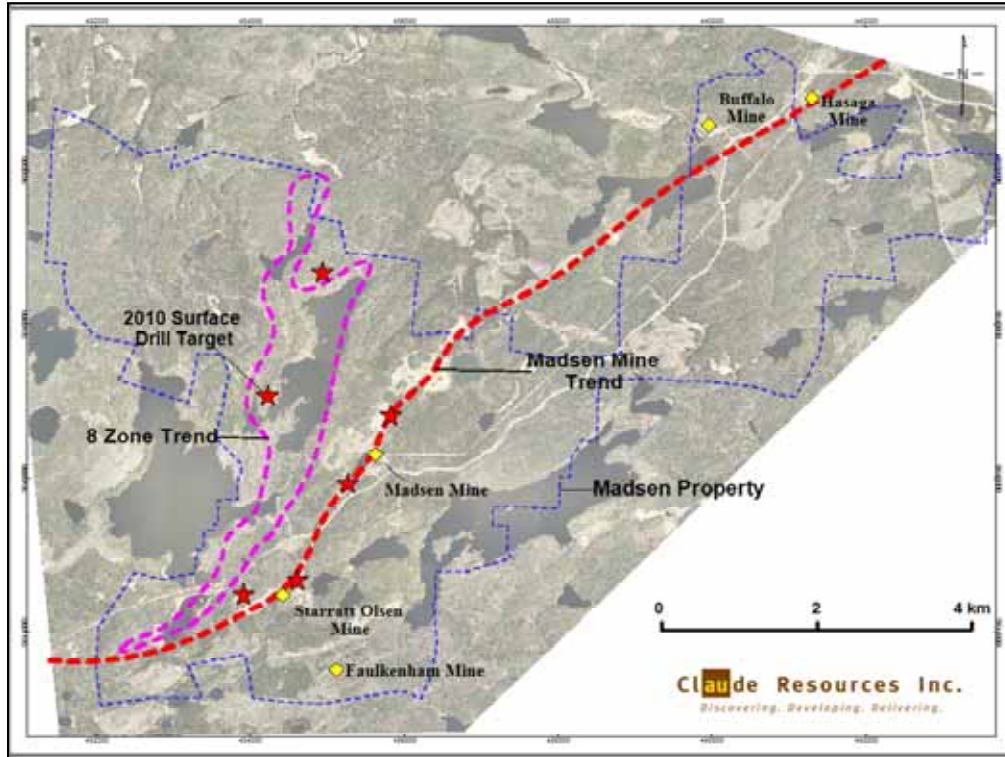 N
Buffalo
Mine
Hasaga
Mine
2010 Surface
Drill Target
Madsen Mine
Trend
8 Zone Trend
Madsen Mine
Madsen Property
Starratt Olsen
Mine
Faulkenham Mine
0 2 4 km
Claude Resources Inc.
Discovering. Developing. Delivering.